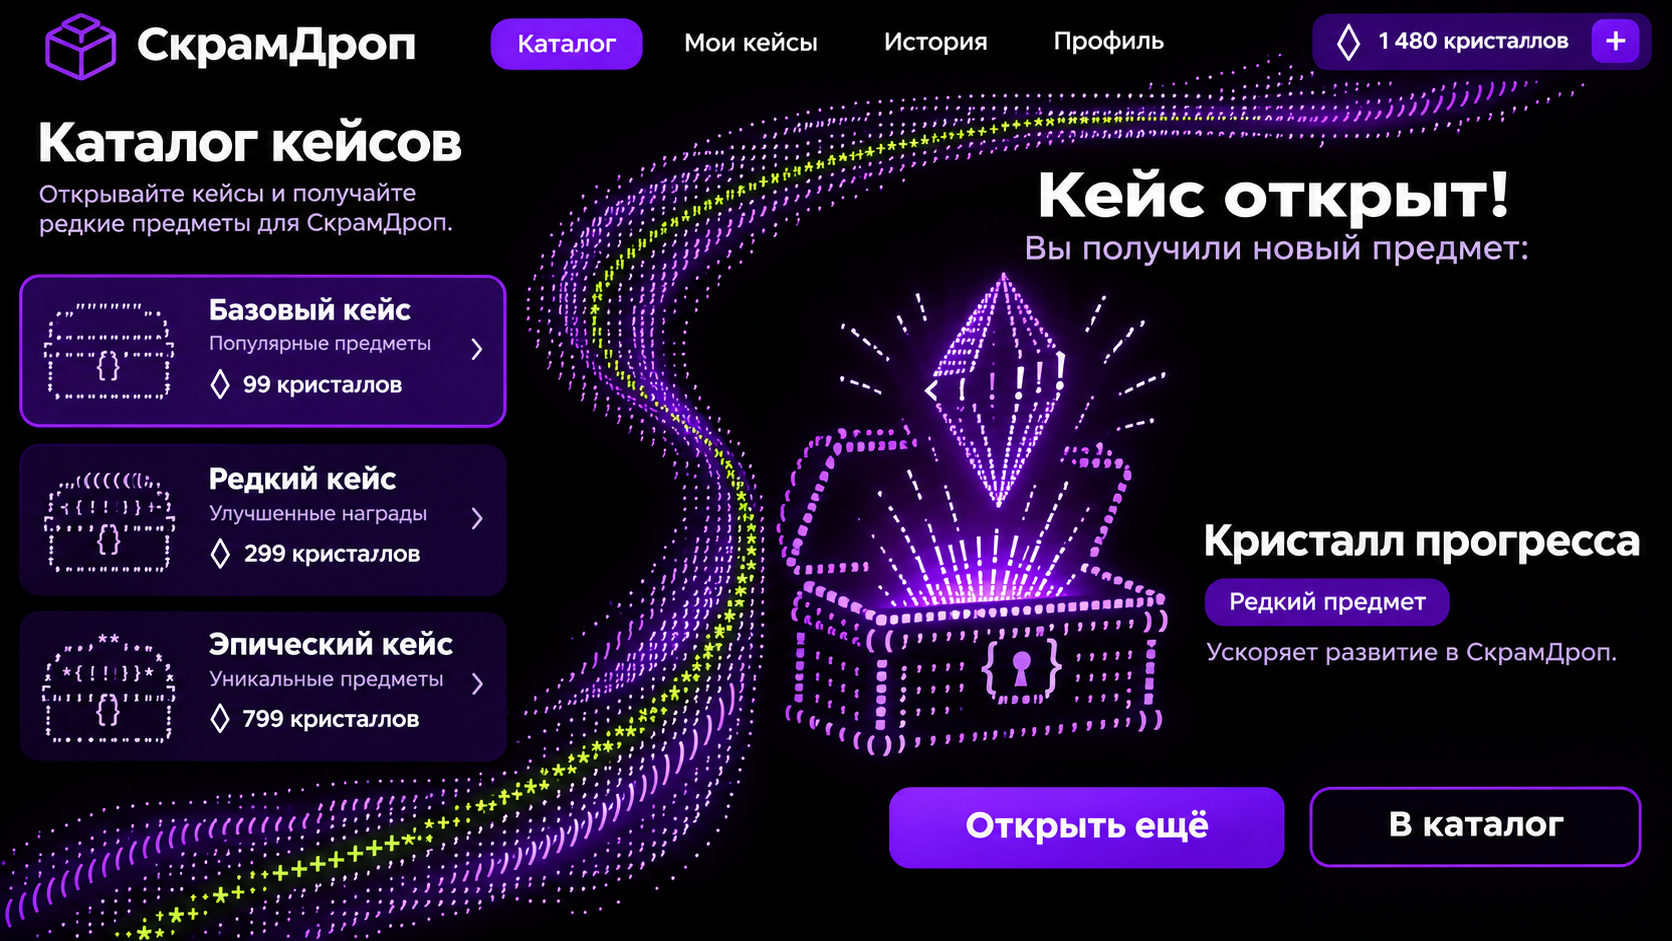 СкрамДроп
Каталог
Мои кейсы
История
Профиль
1 480 кристаллов
+
Каталог кейсов
Открывайте кейсы и получайте
редкие предметы для СкрамДроп.
Базовый кейс
Популярные предметы
99 кристаллов
Редкий кейс
Улучшенные награды
299 кристаллов
Эпический кейс
Уникальные предметы
799 кристаллов
Кейс открыт!
Вы получили новый предмет:
Кристалл прогресса
Редкий предмет
Ускоряет развитие в СкрамДроп.
Открыть ещё
В каталог